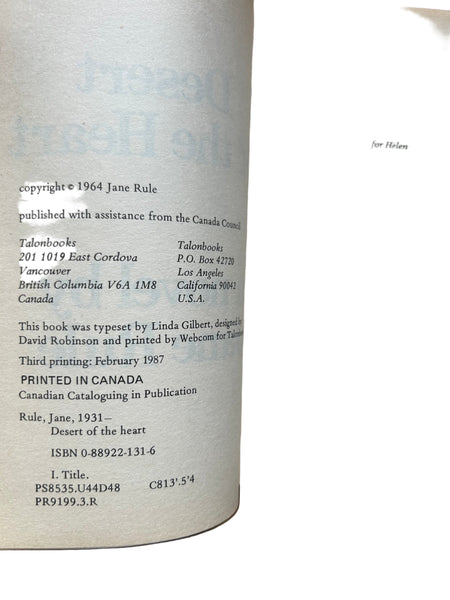 copyright © 1964 Jane Rule
published with assistance from the Canada Council
Talonbooks
201 1019 East Cordova
Vancouver
British Columbia V6A 1M8
Canada
Talonbooks
P.O. Box 42720
Los Angeles
California 90042
U.S.A.
This book was typeset by Linda Gilbert, designed by
David Robinson and printed by Webcom for
Third printing: February 1987
PRINTED IN CANADA
Canadian Cataloguing in Publication
Rule, Jane, 1931–
Desert of the heart
ISBN 0-88922-131-6
I. Title.
PS8535.U44D48 C813'.5'4
PR9199.3.R
for Helen
Desert
the Heart